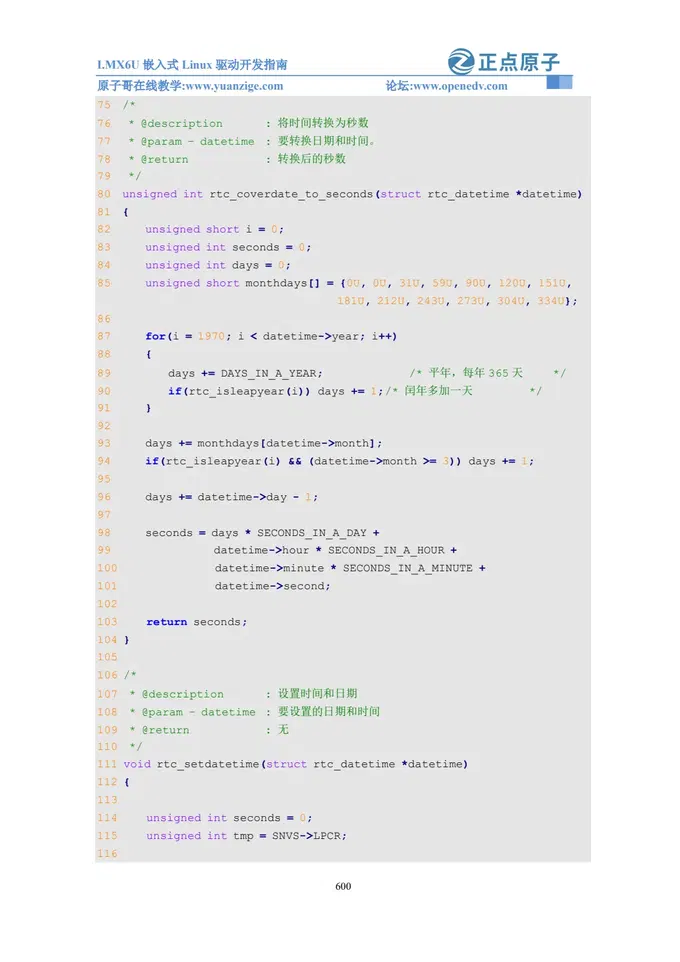 I.MX6U 嵌入式 Linux 驱动开发指南
正点原子
原子哥在线教学:www.yuanzige.com 论坛:www.openedv.com
75 /*
76  * @description : 将时间转换为秒数
77  * @param - datetime : 要转换日期和时间。
78  * @return : 转换后的秒数
79  */
80 unsigned int rtc_coverdate_to_seconds(struct rtc_datetime *datetime)
81 {
82     unsigned short i = 0;
83     unsigned int seconds = 0;
84     unsigned int days = 0;
85     unsigned short monthdays[] = {0U, 0U, 31U, 59U, 90U, 120U, 151U,
181U, 212U, 243U, 273U, 304U, 334U};
86
87     for(i = 1970; i < datetime->year; i++)
88     {
89         days += DAYS_IN_A_YEAR; /* 平年，每年 365 天 */
90         if(rtc_isleapyear(i)) days += 1;/* 闰年多加一天 */
91     }
92
93     days += monthdays[datetime->month];
94     if(rtc_isleapyear(i) && (datetime->month >= 3)) days += 1;
95
96     days += datetime->day - 1;
97
98     seconds = days * SECONDS_IN_A_DAY +
99               datetime->hour * SECONDS_IN_A_HOUR +
100              datetime->minute * SECONDS_IN_A_MINUTE +
101              datetime->second;
102
103    return seconds;
104 }
105
106 /*
107  * @description : 设置时间和日期
108  * @param - datetime : 要设置的日期和时间
109  * @return : 无
110  */
111 void rtc_setdatetime(struct rtc_datetime *datetime)
112 {
113
114    unsigned int seconds = 0;
115    unsigned int tmp = SNVS->LPCR;
116
600